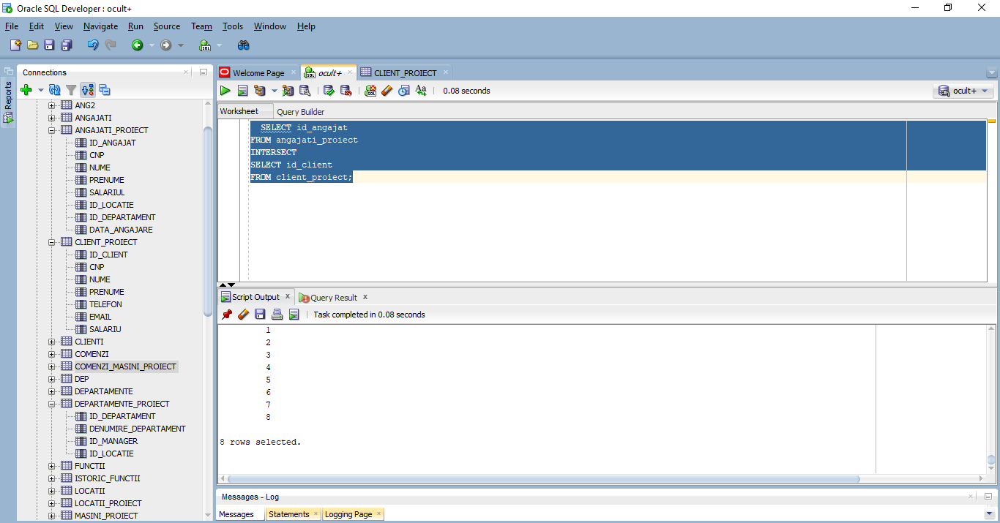 Oracle SQL Developer : ocult+
File Edit View Navigate Run Source Team Tools Window Help
Connections
Reports
ANG2
ANGAJATI
ANGAJATI_PROIECT
ID_ANGAJAT
CNP
NUME
PRENUME
SALARIUL
ID_LOCATIE
ID_DEPARTAMENT
DATA_ANGAJARE
CLIENT_PROIECT
ID_CLIENT
CNP
NUME
PRENUME
TELEFON
EMAIL
SALARIU
CLIENTI
COMENZI
COMENZI_MASINI_PROIECT
DEP
DEPARTAMENTE
DEPARTAMENTE_PROIECT
ID_DEPARTAMENT
DENUMIRE_DEPARTAMENT
ID_MANAGER
ID_LOCATIE
FUNCTII
ISTORIC_FUNCTII
LOCATII
LOCATII_PROIECT
MASINI_PROIECT
Welcome Page ocult+ CLIENT_PROIECT
0.08 seconds ocult+
Worksheet Query Builder
SELECT id_angajat
FROM angajati_proiect
INTERSECT
SELECT id_client
FROM client_proiect;
Script Output Query Result
Task completed in 0.08 seconds
1
2
3
4
5
6
7
8
8 rows selected.
Messages - Log
Messages Statements Logging Page